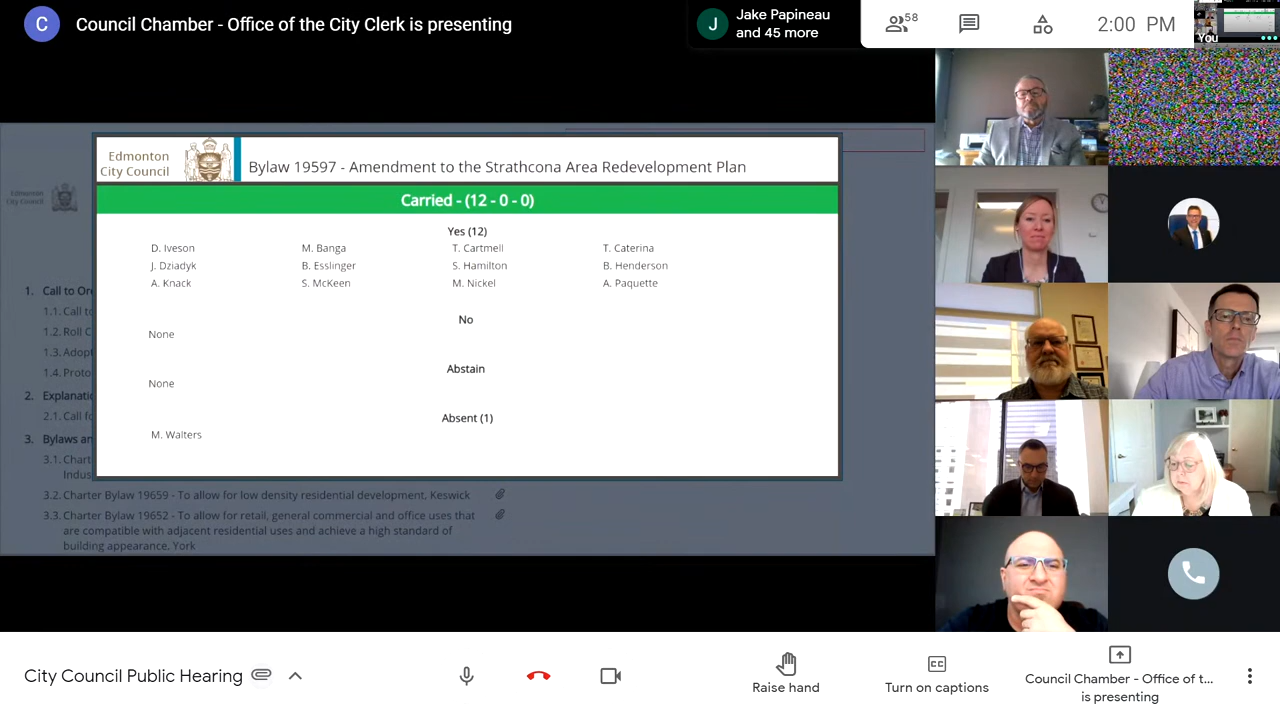 C
Council Chamber - Office of the City Clerk is presenting
J
Jake Papineau
and 45 more
58
2:00 PM
You
Edmonton
City Council
Bylaw 19597 - Amendment to the Strathcona Area Redevelopment Plan
Carried - (12 - 0 - 0)
Yes (12)
D. Iveson M. Banga T. Cartmell T. Caterina
J. Dziadyk B. Esslinger S. Hamilton B. Henderson
A. Knack S. McKeen M. Nickel A. Paquette
No
None
Abstain
None
Absent (1)
M. Walters
Edmonton
City Council
1. Call to Or
1.1. Call to
1.2. Roll C
1.3. Adopt
1.4. Proto
2. Explanatio
2.1. Call fo
3. Bylaws an
3.1. Chart
Indus
3.2. Charter Bylaw 19659 - To allow for low density residential development, Keswick
3.3. Charter Bylaw 19652 - To allow for retail, general commercial and office uses that
are compatible with adjacent residential uses and achieve a high standard of
building appearance, York
City Council Public Hearing
Raise hand
CC
Turn on captions
Council Chamber - Office of t...
is presenting